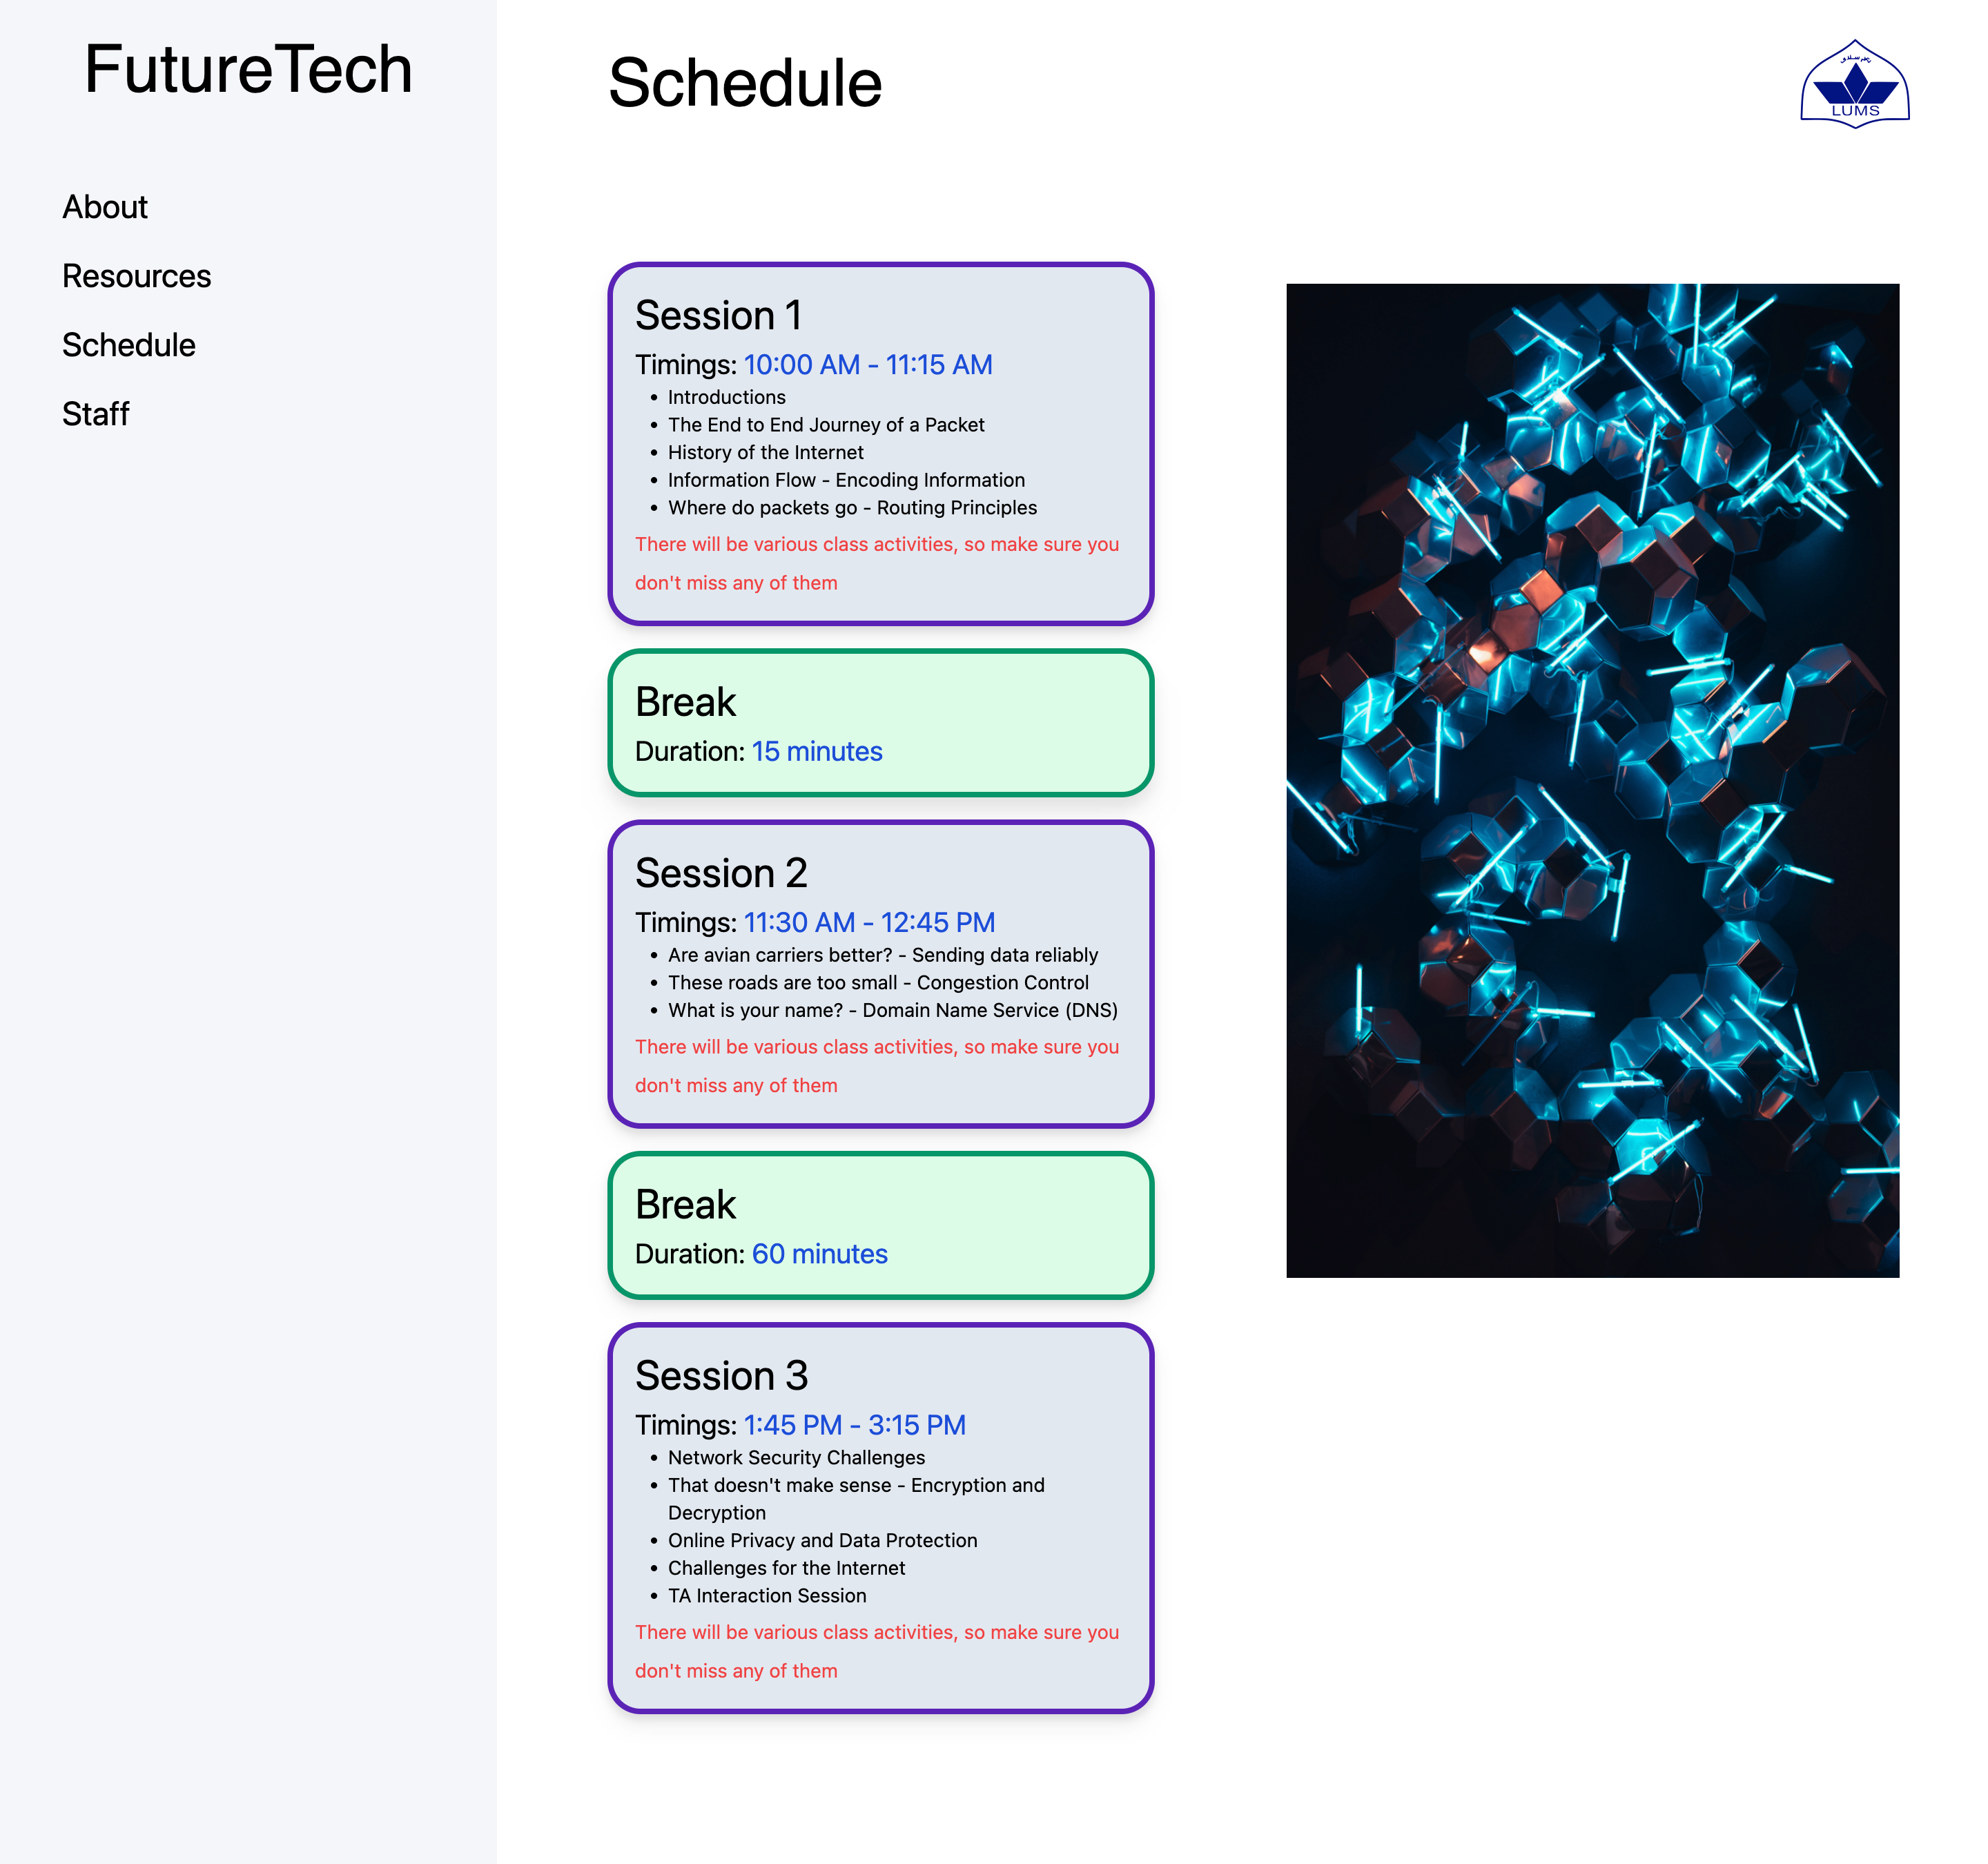 FutureTech
About
Resources
Schedule
Staff
Schedule
LUMS
Session 1
Timings: 10:00 AM - 11:15 AM
• Introductions
• The End to End Journey of a Packet
• History of the Internet
• Information Flow - Encoding Information
• Where do packets go - Routing Principles
There will be various class activities, so make sure you
don't miss any of them
Break
Duration: 15 minutes
Session 2
Timings: 11:30 AM - 12:45 PM
• Are avian carriers better? - Sending data reliably
• These roads are too small - Congestion Control
• What is your name? - Domain Name Service (DNS)
There will be various class activities, so make sure you
don't miss any of them
Break
Duration: 60 minutes
Session 3
Timings: 1:45 PM - 3:15 PM
• Network Security Challenges
• That doesn't make sense - Encryption and
Decryption
• Online Privacy and Data Protection
• Challenges for the Internet
• TA Interaction Session
There will be various class activities, so make sure you
don't miss any of them